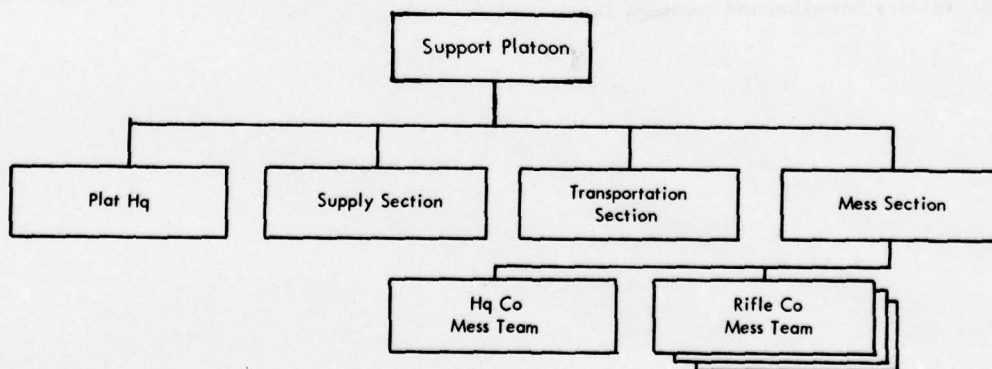 Support Platoon
Plat Hq
Supply Section
Transportation
Section
Mess Section
Hq Co
Mess Team
Rifle Co
Mess Team